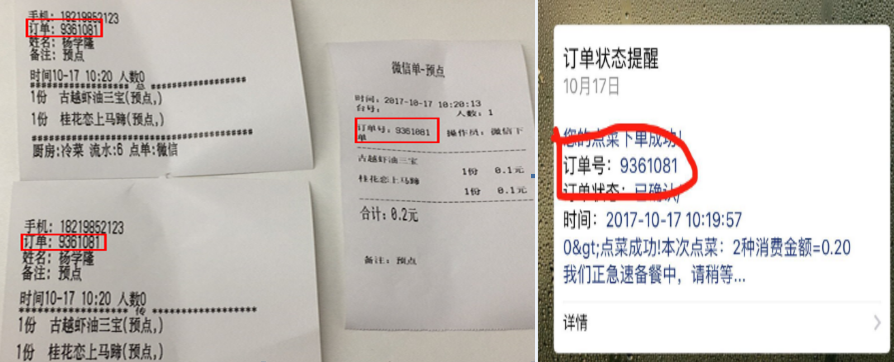 手机: 18219852123
订单: 9361081
姓名: 杨学隆
备注: 预点
时间10-17 10:20 人数0
总
1份 古越虾油三宝(预点,)
1份 桂花恋上马蹄(预点,)
厨房:冷菜 流水:6 点单:微信
手机: 18219852123
订单: 9361081
姓名: 杨学隆
备注: 预点
时间10-17 10:20 人数0
传
1份 古越虾油三宝(预点,)
1份 桂花恋上马蹄(预点,)
微信单-预点
时间: 2017-10-17 10:20:13
台号: 人数: 1
订单号: 9361081 操作员: 微信下
单
古越虾油三宝
1份 0.1元
桂花恋上马蹄
1份 0.1元
合计: 0.2元
备注: 预点
订单状态提醒
10月17日
您的点菜下单成功!
订单号: 9361081
订单状态: 已确认
时间: 2017-10-17 10:19:57
0&gt;点菜成功!本次点菜: 2种消费金额=0.20
我们正急速备餐中，请稍等...
详情